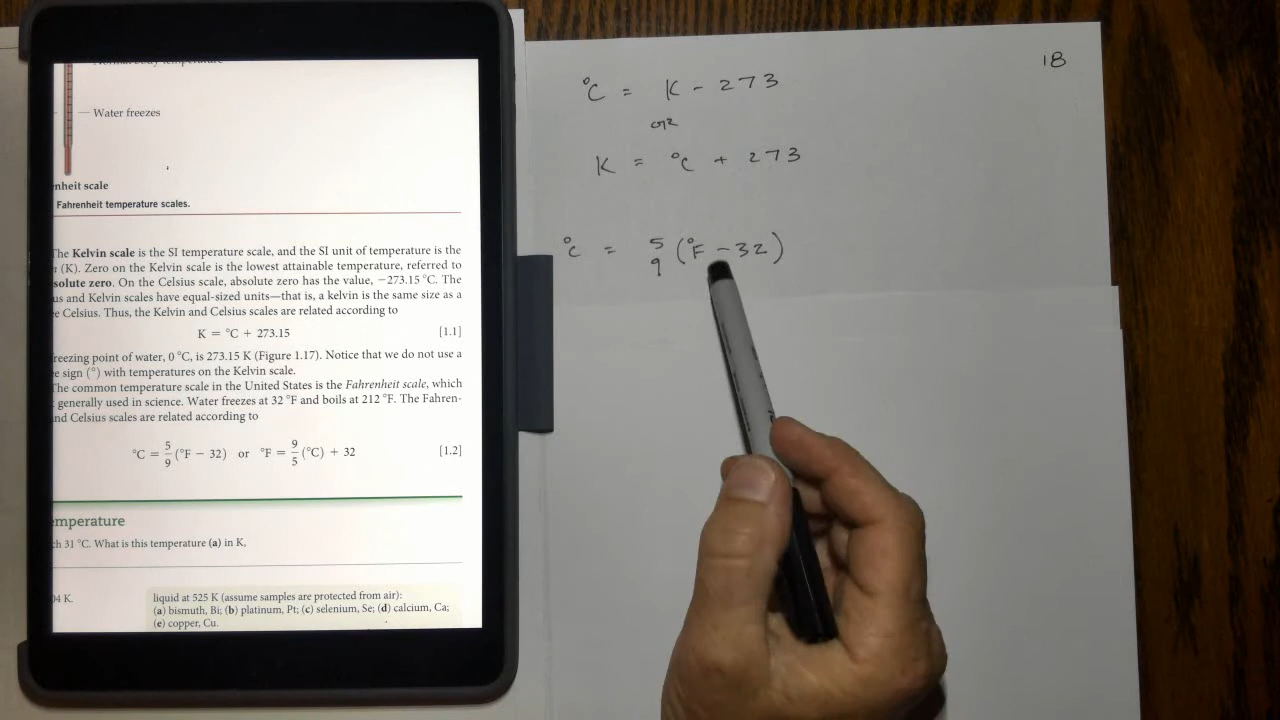 Water freezes
nheit scale
Fahrenheit temperature scales.
The Kelvin scale is the SI temperature scale, and the SI unit of temperature is the
(K). Zero on the Kelvin scale is the lowest attainable temperature, referred to
solute zero. On the Celsius scale, absolute zero has the value, −273.15 °C. The
us and Kelvin scales have equal-sized units—that is, a kelvin is the same size as a
e Celsius. Thus, the Kelvin and Celsius scales are related according to
K = °C + 273.15 [1.1]
freezing point of water, 0 °C, is 273.15 K (Figure 1.17). Notice that we do not use a
e sign (°) with temperatures on the Kelvin scale.
The common temperature scale in the United States is the Fahrenheit scale, which
generally used in science. Water freezes at 32 °F and boils at 212 °F. The Fahren-
nd Celsius scales are related according to
°C = 5/9 (°F − 32) or °F = 9/5 (°C) + 32 [1.2]
emperature
ch 31 °C. What is this temperature (a) in K,
04 K.
liquid at 525 K (assume samples are protected from air):
(a) bismuth, Bi; (b) platinum, Pt; (c) selenium, Se; (d) calcium, Ca;
(e) copper, Cu.
18
°C = K - 273
or
K = °C + 273
°C = 5/9 (°F - 32)